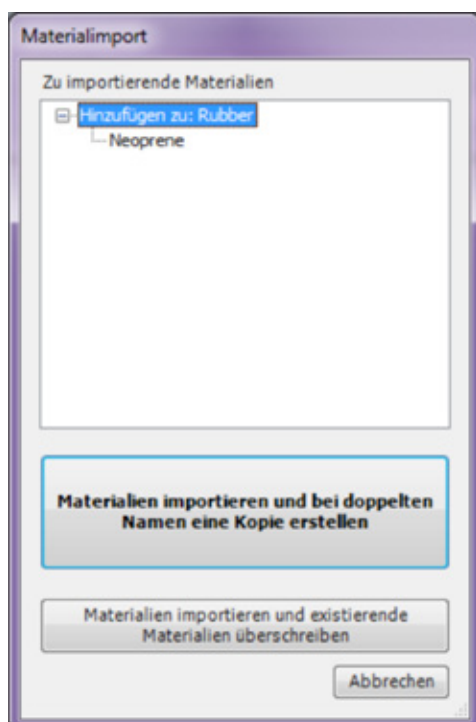 Materialimport
Zu importierende Materialien
Hinzufügen zu: Rubber
Neoprene
Materialien importieren und bei doppelten
Namen eine Kopie erstellen
Materialien importieren und existierende
Materialien überschreiben
Abbrechen